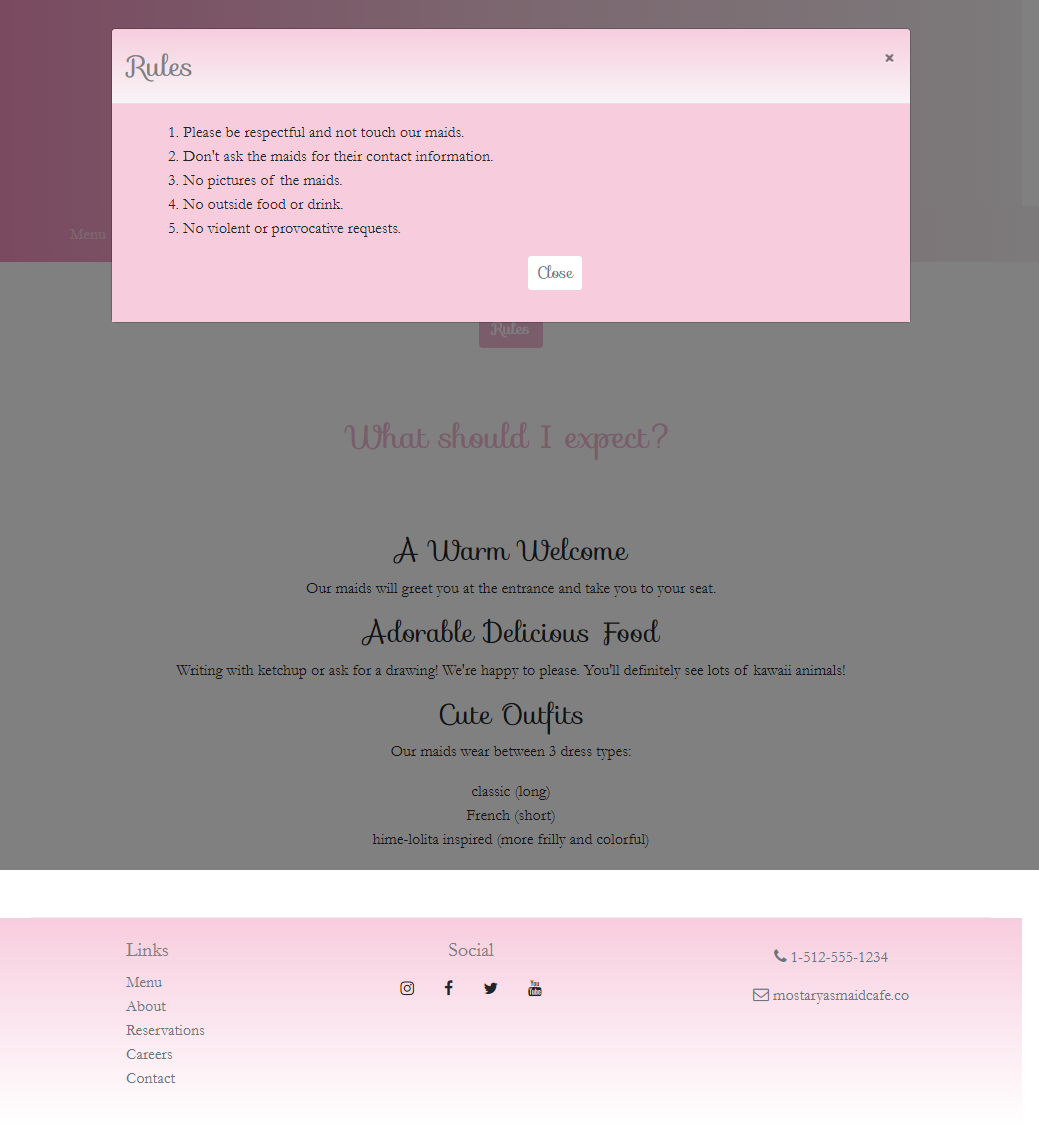 Rules
×
1. Please be respectful and not touch our maids.
2. Don't ask the maids for their contact information.
3. No pictures of the maids.
4. No outside food or drink.
5. No violent or provocative requests.
Menu
Close
Rules
What should I expect?
A Warm Welcome
Our maids will greet you at the entrance and take you to your seat.
Adorable Delicious Food
Writing with ketchup or ask for a drawing! We're happy to please. You'll definitely see lots of kawaii animals!
Cute Outfits
Our maids wear between 3 dress types:
classic (long)
French (short)
hime-lolita inspired (more frilly and colorful)
Links
Menu
About
Reservations
Careers
Contact
Social
You Tube
1-512-555-1234
mostaryasmaidcafe.co